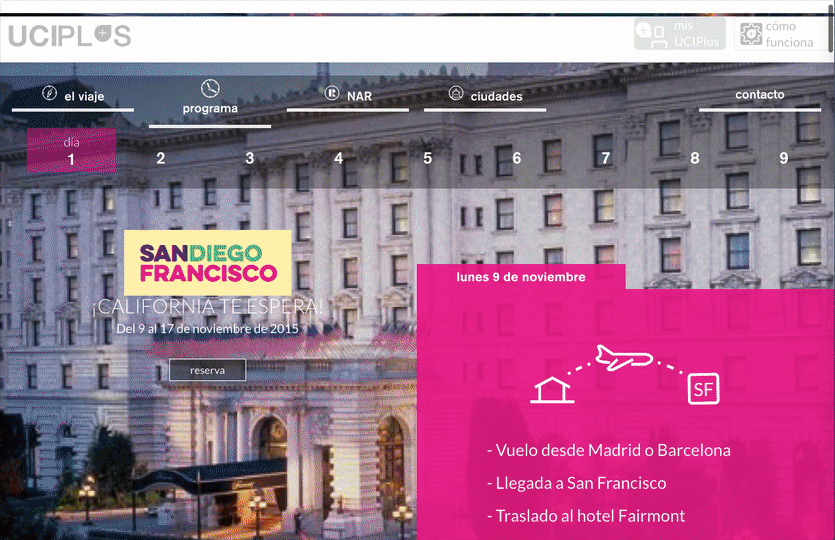 UCIPLUS
mis
UCIPlus
cómo
funciona
el viaje
programa
NAR
ciudades
contacto
día
1 2 3 4 5 6 7 8 9
SANDIEGO
FRANCISCO
¡CALIFORNIA TE ESPERA!
Del 9 al 17 de noviembre de 2015
reserva
lunes 9 de noviembre
SF
- Vuelo desde Madrid o Barcelona
- Llegada a San Francisco
- Traslado al hotel Fairmont